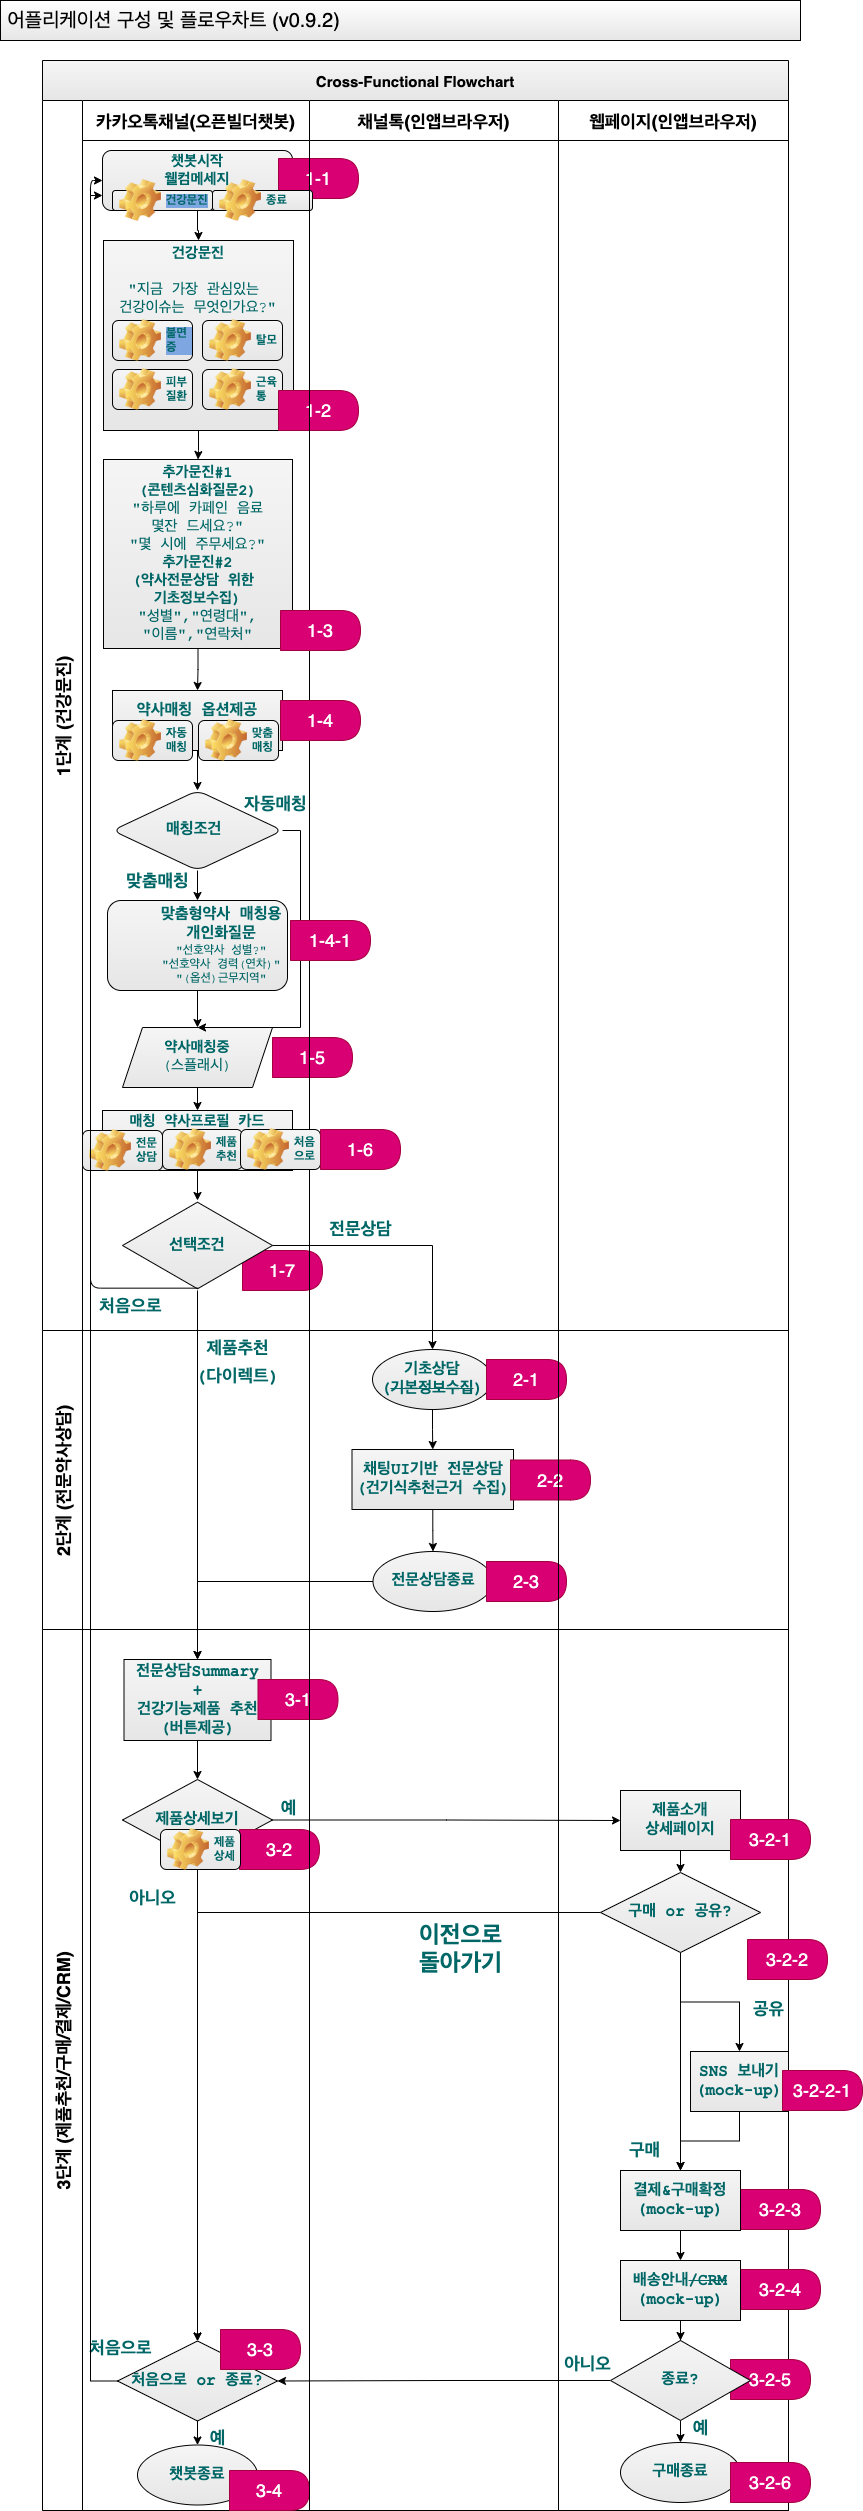 어플리케이션 구성 및 플로우차트 (v0.9.2)
Cross-Functional Flowchart
카카오톡채널(오픈빌더챗봇)
채널톡(인앱브라우저)
웹페이지(인앱브라우저)
1단계 (건강문진)
챗봇시작
웰컴메세지
1-1
건강문진
종료
건강문진
"지금 가장 관심있는
건강이슈는 무엇인가요?"
불면
증
탈모
피부
질환
근육
통
1-2
추가문진#1
(콘텐츠심화질문2)
"하루에 카페인 음료
몇잔 드세요?"
"몇 시에 주무세요?"
추가문진#2
(약사전문상담 위한
기초정보수집)
"성별","연령대",
"이름","연락처"
1-3
약사매칭 옵션제공
1-4
자동
매칭
맞춤
매칭
자동매칭
매칭조건
맞춤매칭
맞춤형약사 매칭용
개인화질문
"선호약사 성별?"
"선호약사 경력(연차)"
"(옵션)근무지역"
1-4-1
약사매칭중
(스플래시)
1-5
매칭 약사프로필 카드
전문
상담
제품
추천
처음
으로
1-6
전문상담
선택조건
1-7
처음으로
2단계 (전문약사상담)
제품추천
(다이렉트)
기초상담
(기본정보수집)
2-1
채팅UI기반 전문상담
(건기식추천근거 수집)
2-2
전문상담종료
2-3
3단계 (제품추천/구매/결제/CRM)
전문상담Summary
+
건강기능제품 추천
(버튼제공)
3-1
예
제품상세보기
제품
상세
3-2
제품소개
상세페이지
3-2-1
아니오
구매 or 공유?
이전으로
돌아가기
3-2-2
공유
SNS 보내기
(mock-up)
3-2-2-1
구매
결제&구매확정
(mock-up)
3-2-3
배송안내/CRM
(mock-up)
3-2-4
처음으로
3-3
처음으로 or 종료?
아니오
종료?
3-2-5
예
예
챗봇종료
3-4
구매종료
3-2-6